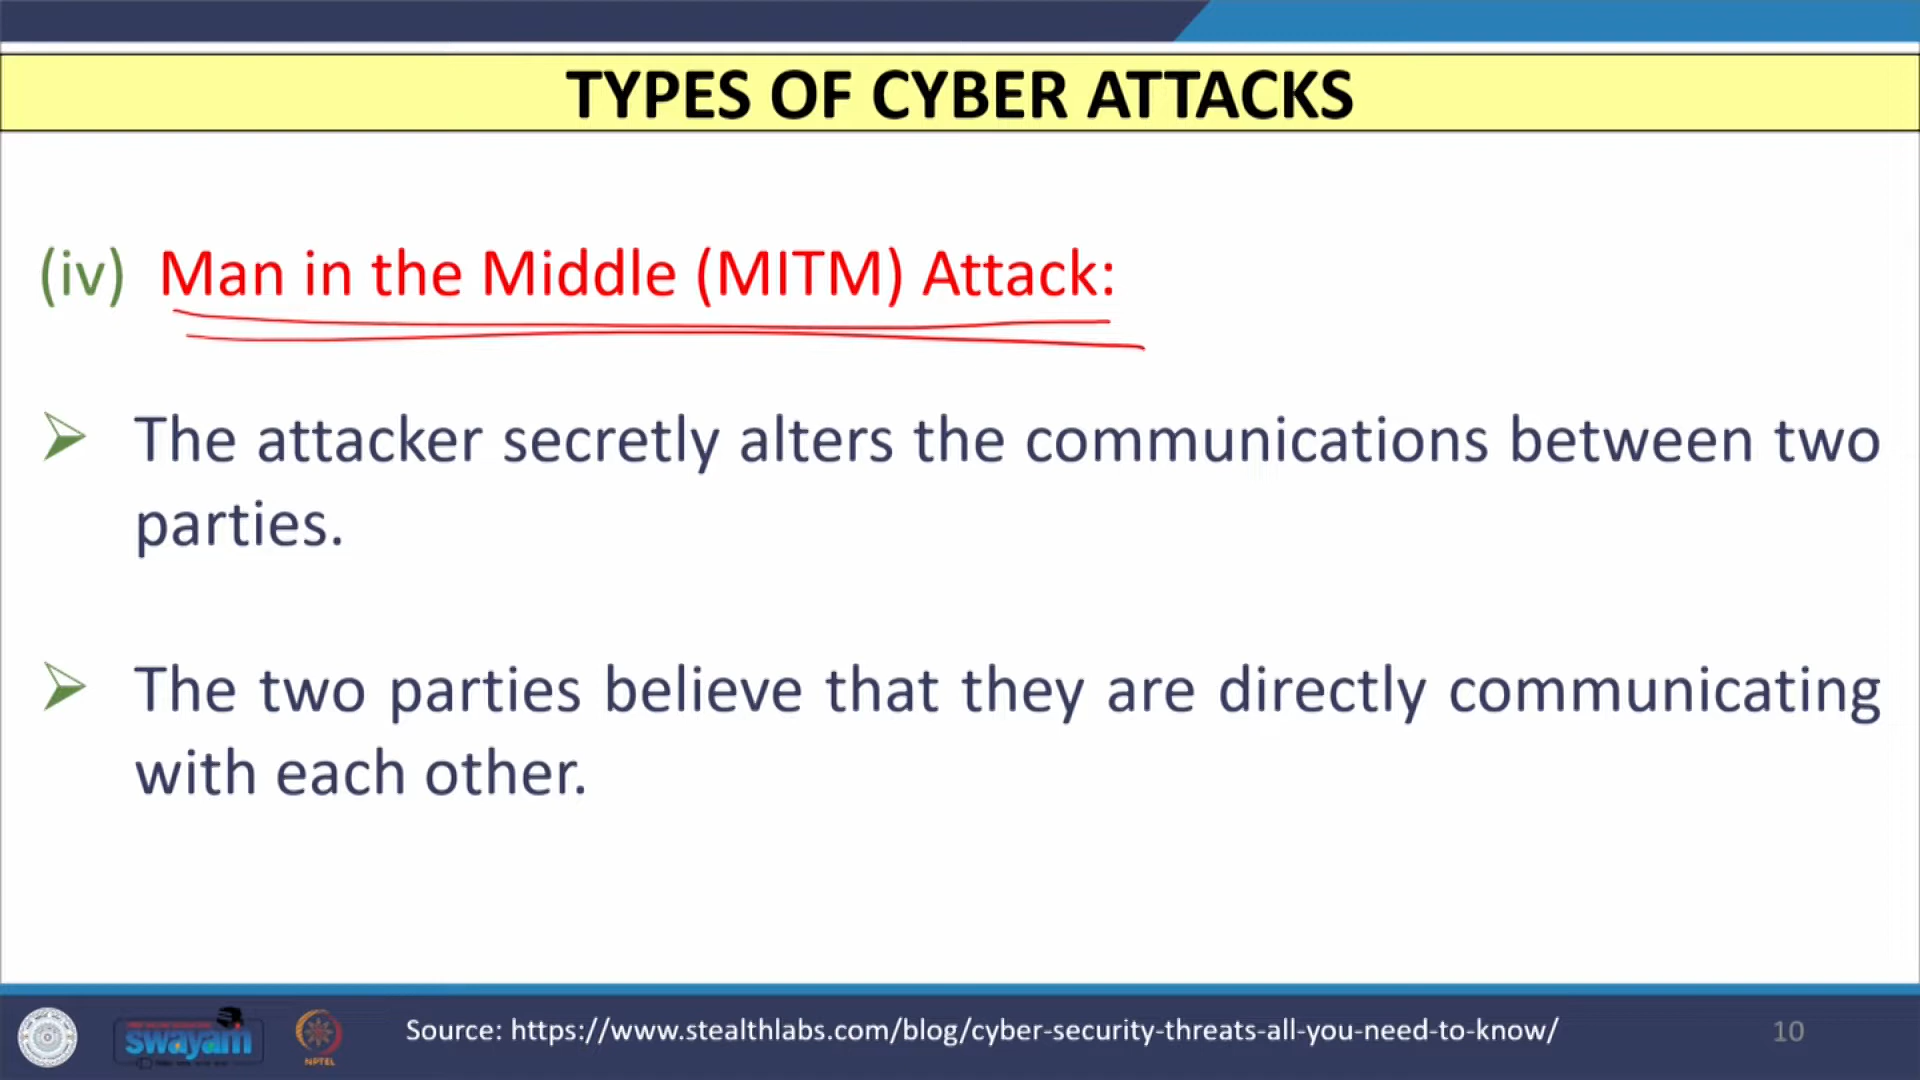 TYPES OF CYBER ATTACKS
(iv) Man in the Middle (MITM) Attack:
The attacker secretly alters the communications between two
parties.
The two parties believe that they are directly communicating
with each other.
swayam
NPTEL
Source: https://www.stealthlabs.com/blog/cyber-security-threats-all-you-need-to-know/
10